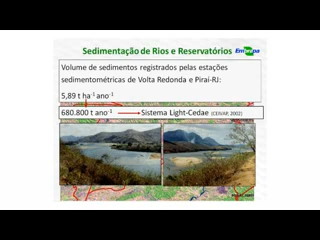 Sedimentação de Rios e Reservatórios
Embrapa
Volume de sedimentos registrados pelas estações
sedimentométricas de Volta Redonda e Piraí-RJ:
5,89 t ha⁻¹ ano⁻¹
680.800 t ano⁻¹ Sistema Light-Cedae (CEIVAP, 2002)